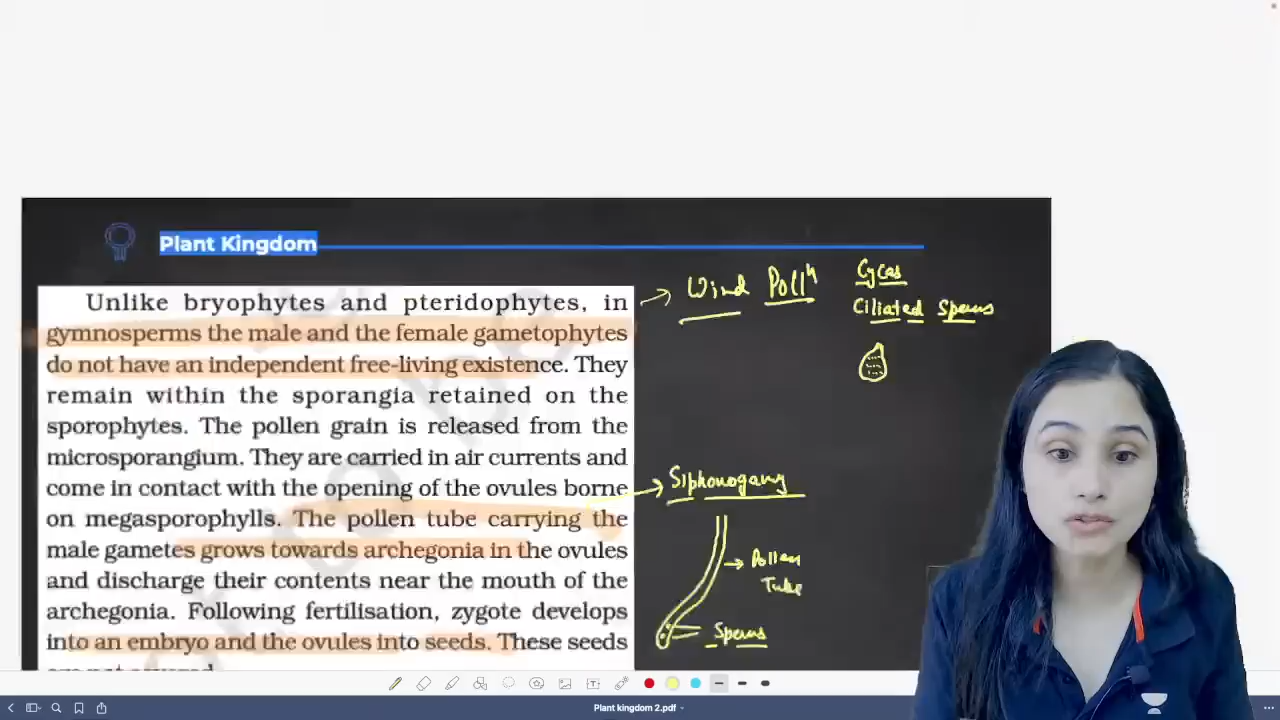 Plant Kingdom
Unlike bryophytes and pteridophytes, in
gymnosperms the male and the female gametophytes
do not have an independent free-living existence. They
remain within the sporangia retained on the
sporophytes. The pollen grain is released from the
microsporangium. They are carried in air currents and
come in contact with the opening of the ovules borne
on megasporophylls. The pollen tube carrying the
male gametes grows towards archegonia in the ovules
and discharge their contents near the mouth of the
archegonia. Following fertilisation, zygote develops
into an embryo and the ovules into seeds. These seeds
Wind Pollⁿ
Cycas
Ciliated Sperms
Siphonogamy
Pollen
Tube
Sperms
Plant kingdom 2.pdf